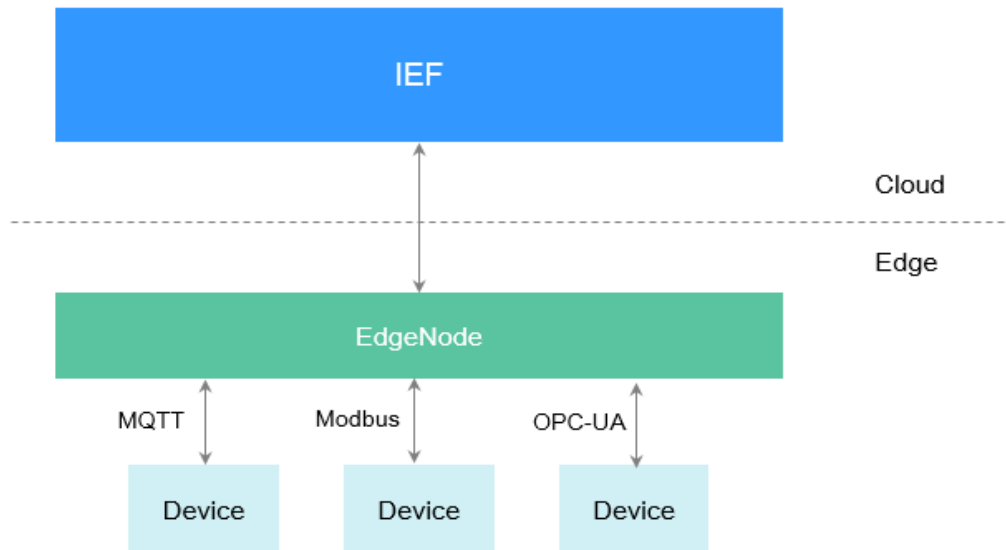 IEF
Cloud
Edge
EdgeNode
MQTT
Modbus
OPC-UA
Device
Device
Device